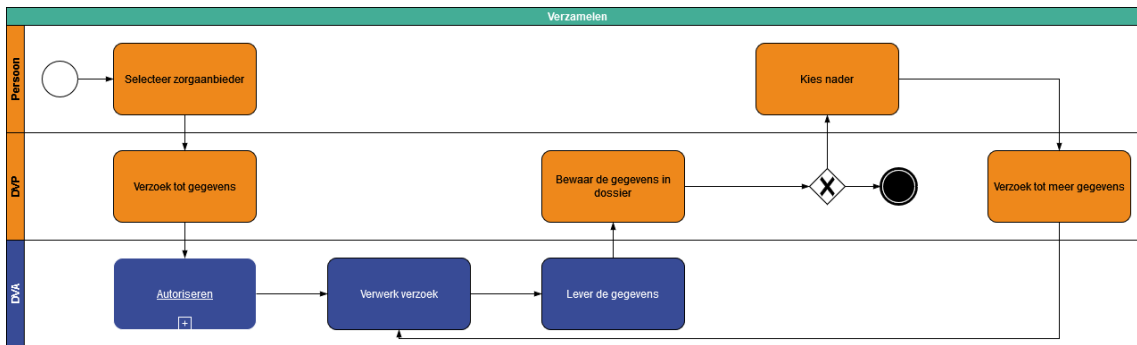 Verzamelen
Persoon
Selecteer zorgaanbieder
Kies nader
DVP
Verzoek tot gegevens
Bewaar de gegevens in
dossier
Verzoek tot meer gegevens
DVA
Autoriseren
Verwerk verzoek
Lever de gegevens